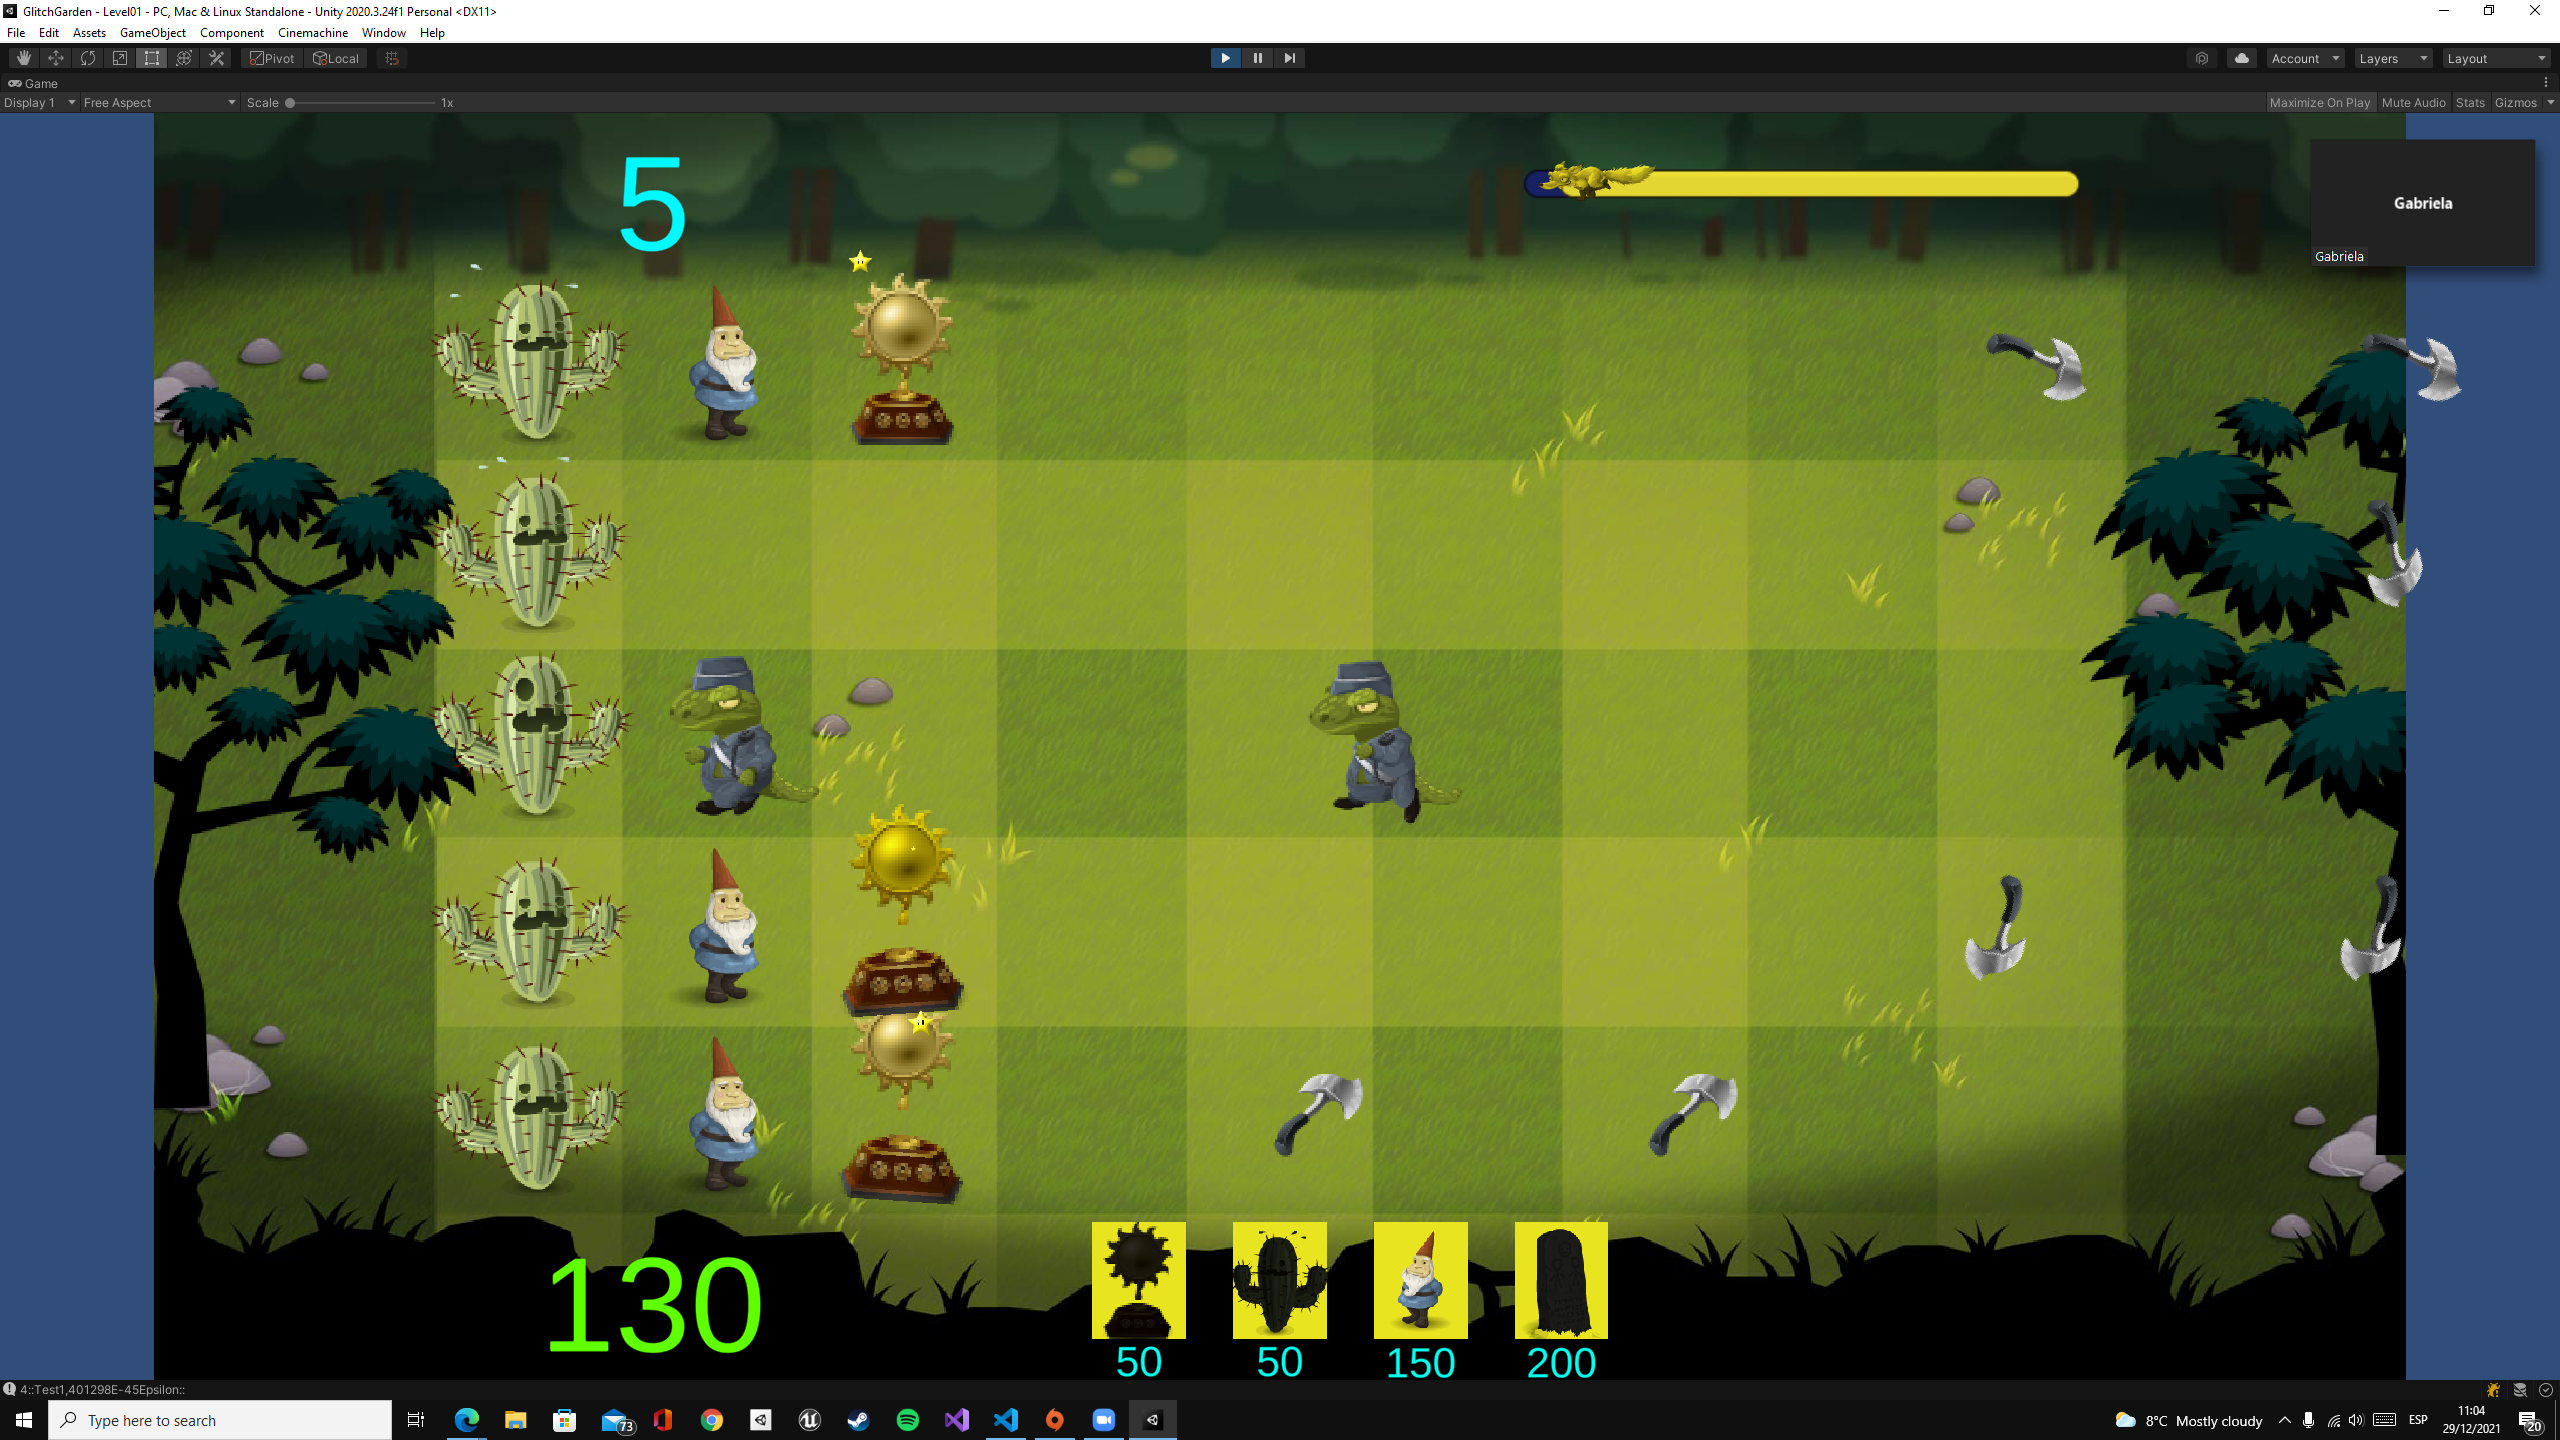 GlitchGarden - Level01 - PC, Mac & Linux Standalone - Unity 2020.3.24f1 Personal <DX11>
File Edit Assets GameObject Component Cinemachine Window Help
Pivot Local Account Layers Layout
Game
Display 1 Free Aspect Scale 1x Maximize On Play Mute Audio Stats Gizmos
5
Gabriela
Gabriela
130
50 50 150 200
4::Test1,401298E-45Epsilon::
Type here to search
73
8°C Mostly cloudy
ESP
11:04
29/12/2021
20